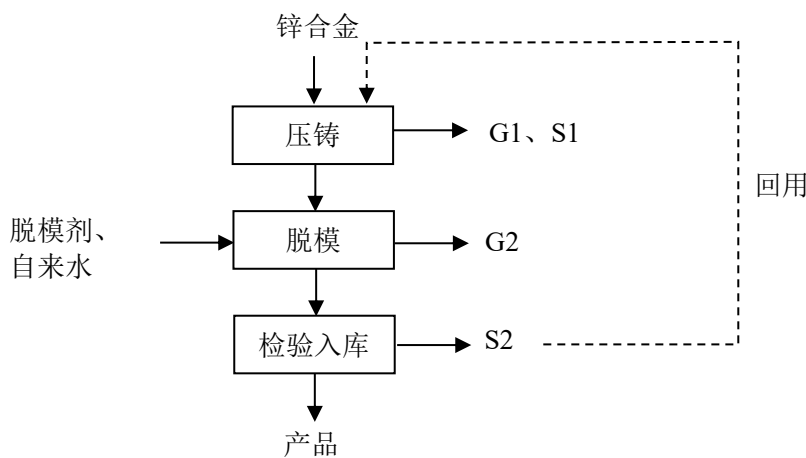 锌合金
压铸
G1、S1
回用
脱模剂、
自来水
脱模
G2
检验入库
S2
产品